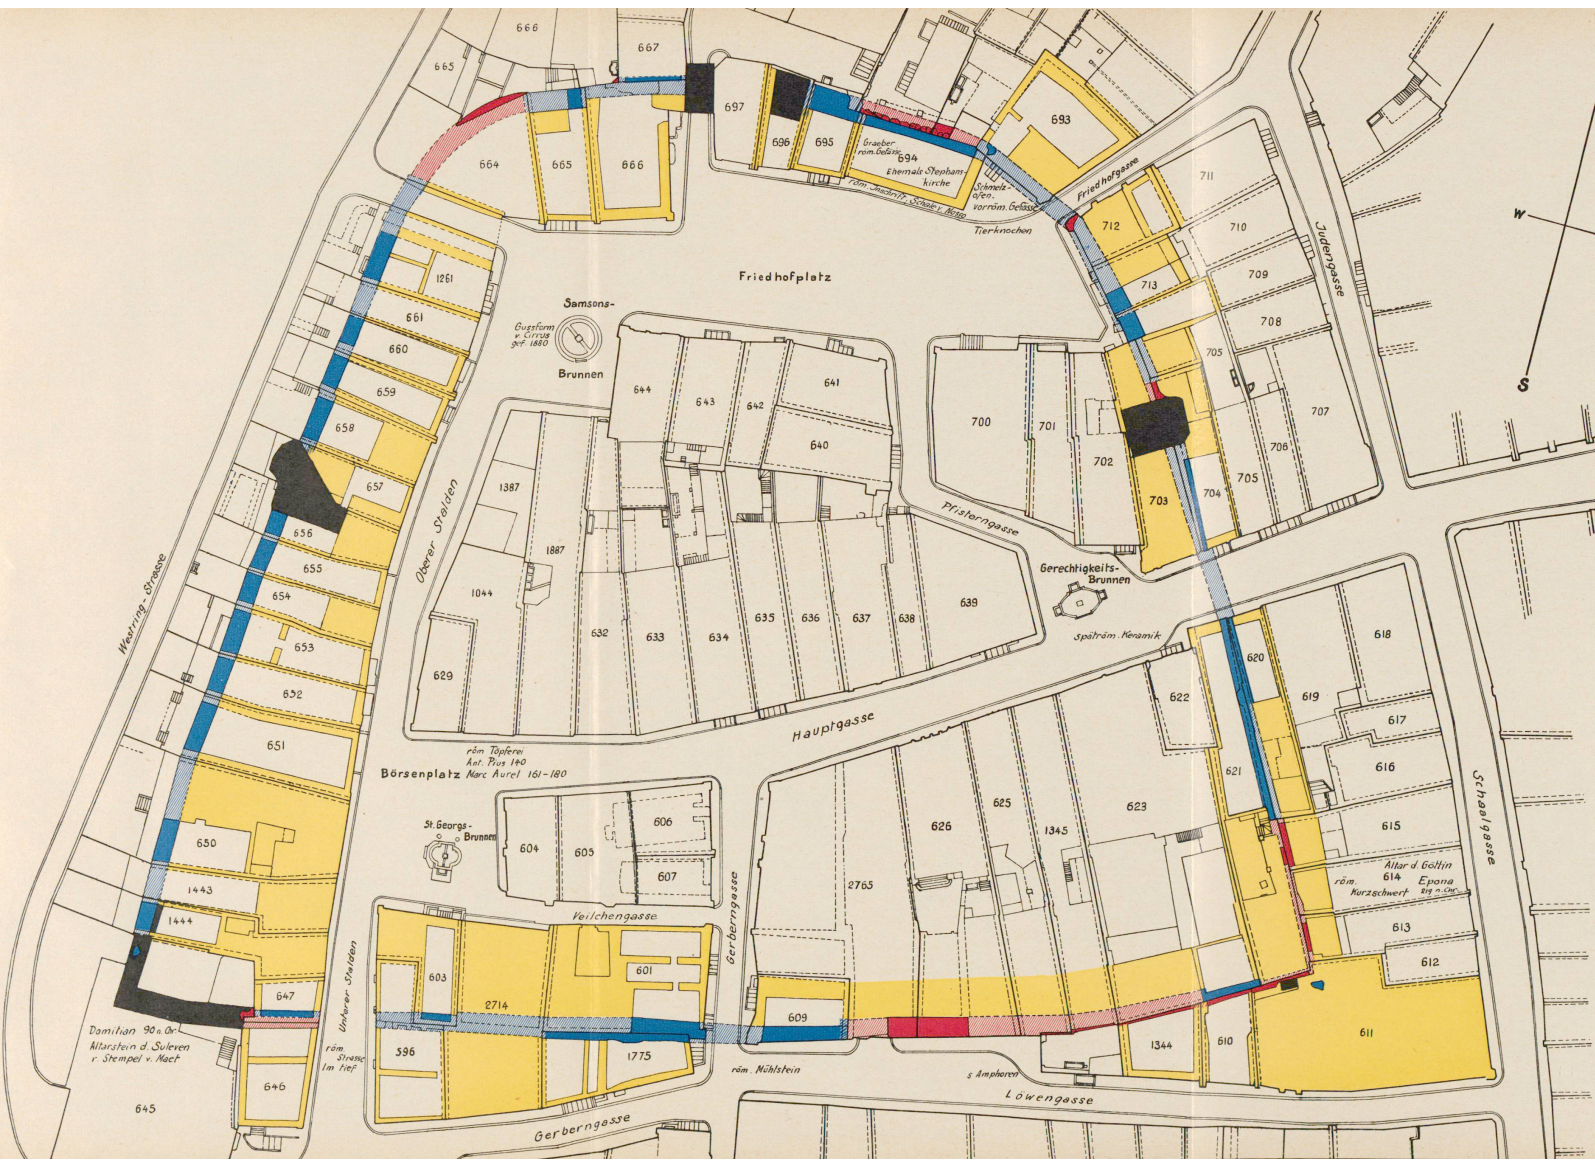 666
667
665
697
693
696
695
Graeber
röm. Gefässe
694
Ehemals Stephans-
kirche
664
665
666
röm. Inschrift, Schale v.
Schmelz-
ofen.
vorröm. Gefässe
Tierknochen
Friedhofgasse
711
712
710
W
Judengasse
709
713
708
Friedhofplatz
1261
661
660
659
658
657
656
655
654
653
652
651
650
1443
1444
Samsons-
Brunnen
Gussform
v. Cirrus
gef. 1880
S
644
643
642
641
640
700
701
702
703
704
705
705
706
707
Oberer Stalden
Westring-Strasse
1387
1887
1044
629
632
633
634
635
636
637
638
639
Pfisterngasse
Gerechtigkeits-
Brunnen
spätröm. Keramik
Hauptgasse
röm Töpferei
Ant. Pius 140
Börsenplatz
Marc Aurel 161-180
St. Georgs-
Brunnen
604
605
606
607
Veilchengasse
Gerberngasse
618
620
619
622
617
616
621
623
615
Schaalgasse
625
626
1345
2765
Altar d. Göttin
röm.
614
Epona
Kurzschwert
219 n. Chr.
613
612
603
601
2714
609
647
Unterer Stalden
Domitian 90 n. Chr.
Altarstein d. Suleven
v. Stempel v. Maet
röm.
Strasse
1m tief
596
1775
röm. Mühlstein
s Amphoren
1344
610
611
646
645
Löwengasse
Gerberngasse